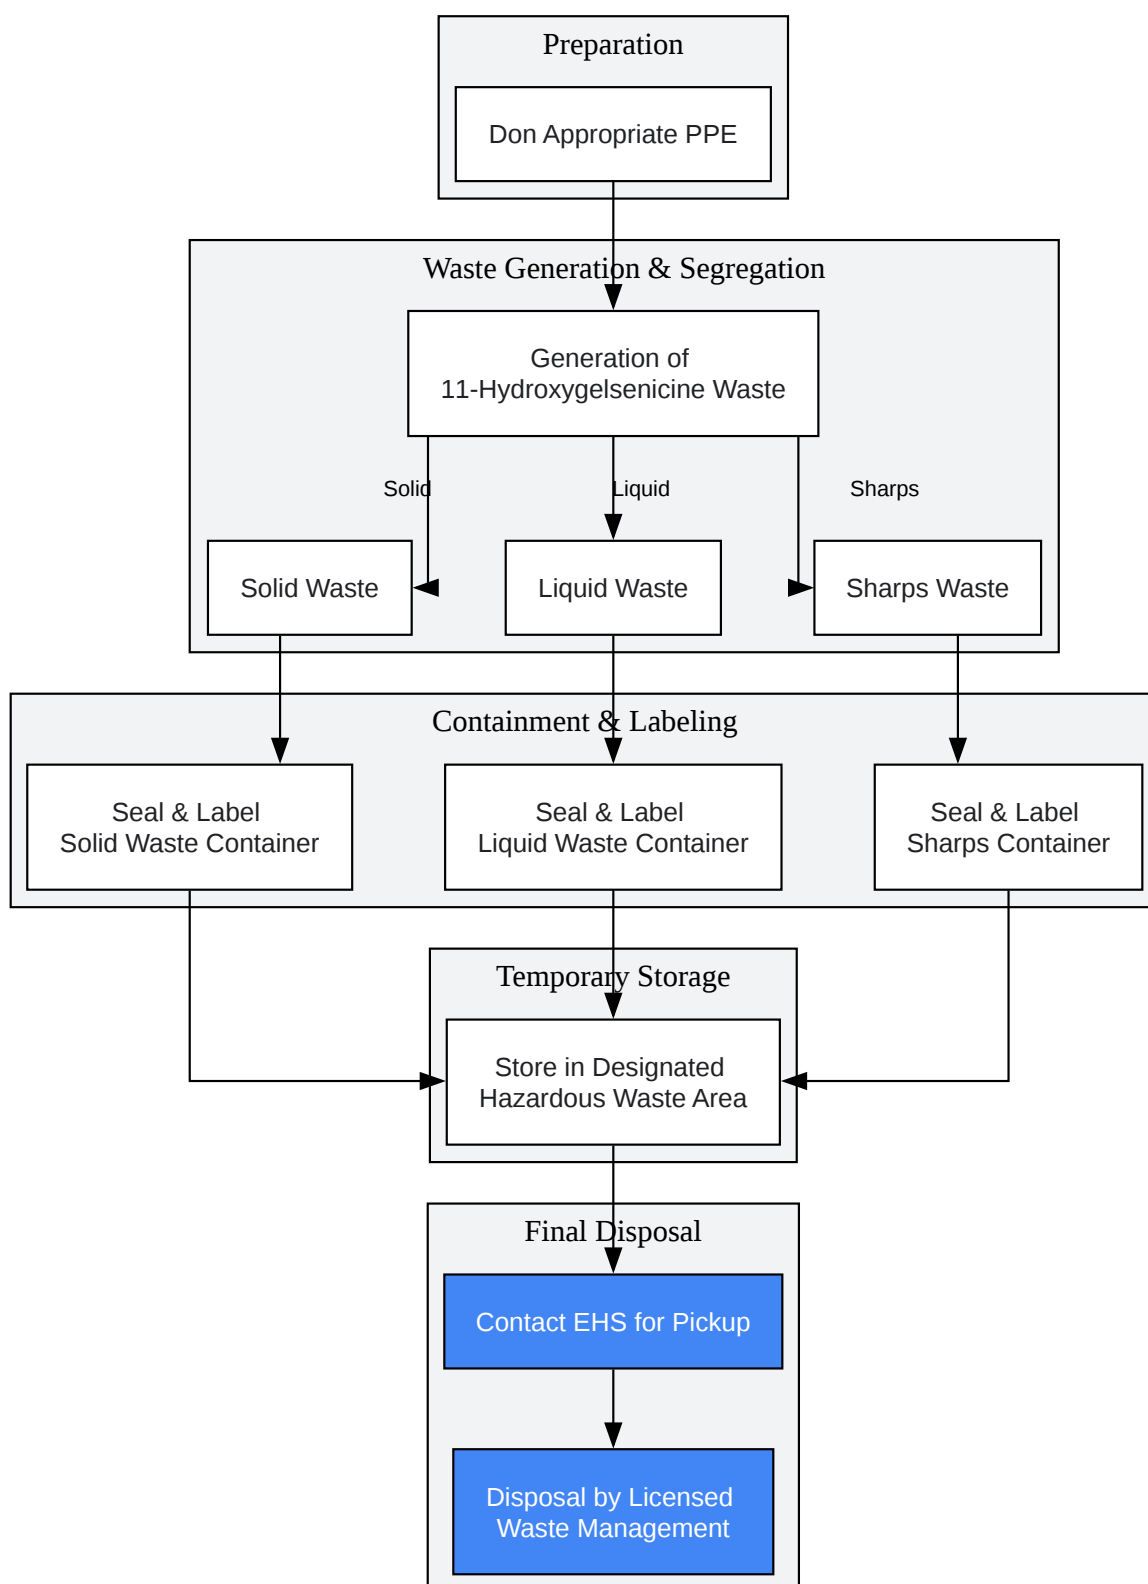 Preparation
Don Appropriate PPE
Waste Generation & Segregation
Generation of
11-Hydroxygelsenicine Waste
Solid
Liquid
Sharps
Solid Waste
Liquid Waste
Sharps Waste
Containment & Labeling
Seal & Label
Solid Waste Container
Seal & Label
Liquid Waste Container
Seal & Label
Sharps Container
Temporary Storage
Store in Designated
Hazardous Waste Area
Final Disposal
Contact EHS for Pickup
Disposal by Licensed
Waste Management